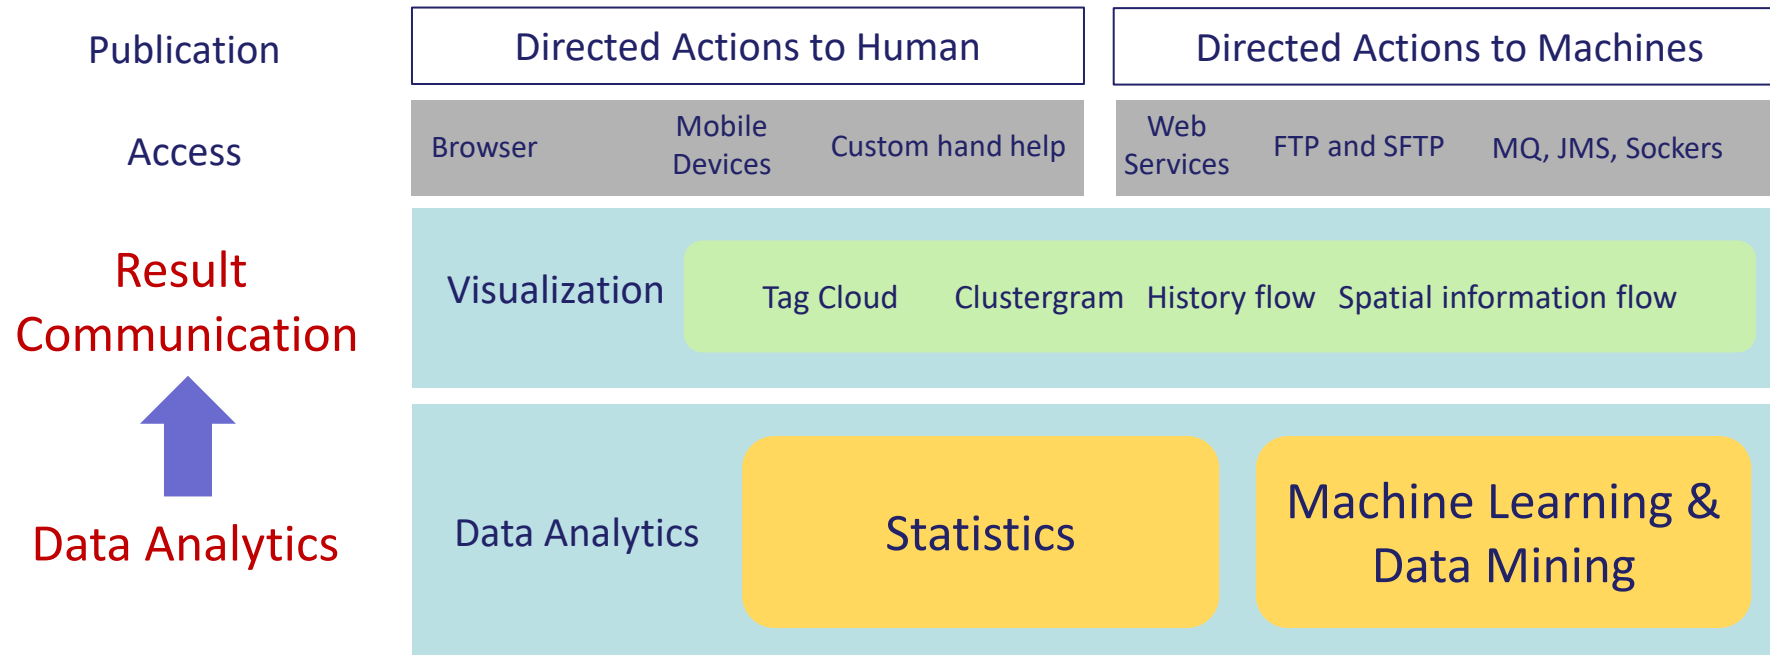 Publication
Directed Actions to Human
Directed Actions to Machines
Access
Browser
Mobile
Devices
Custom hand help
Web
Services
FTP and SFTP
MQ, JMS, Sockers
Result
Communication
Visualization
Tag Cloud
Clustergram
History flow
Spatial information flow
Data Analytics
Data Analytics
Statistics
Machine Learning &
Data Mining